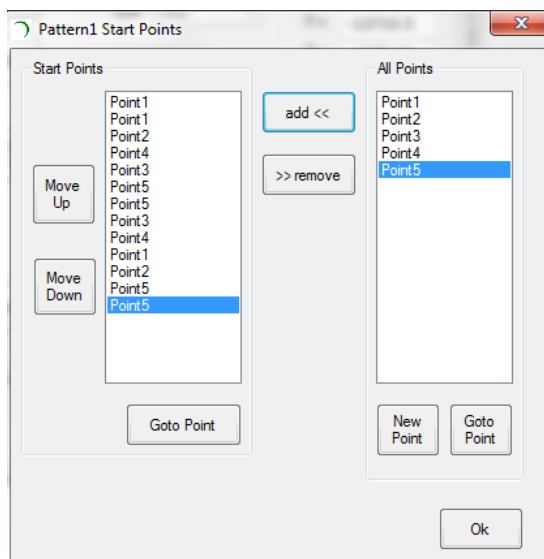 Pattern1 Start Points
Start Points
Point1
Point1
Point2
Point4
Point3
Point5
Point5
Point3
Point4
Point1
Point2
Point5
Point5
Move
Up
Move
Down
Goto Point
add <<
>> remove
All Points
Point1
Point2
Point3
Point4
Point5
New
Point
Goto
Point
Ok